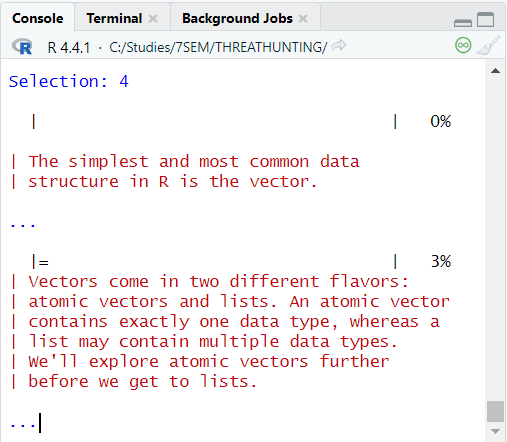 Console Terminal Background Jobs
R R 4.4.1 · C:/Studies/7SEM/THREATHUNTING/
Selection: 4
| | 0%
| The simplest and most common data
| structure in R is the vector.
...
|= | 3%
| Vectors come in two different flavors:
| atomic vectors and lists. An atomic vector
| contains exactly one data type, whereas a
| list may contain multiple data types.
| We'll explore atomic vectors further
| before we get to lists.
...